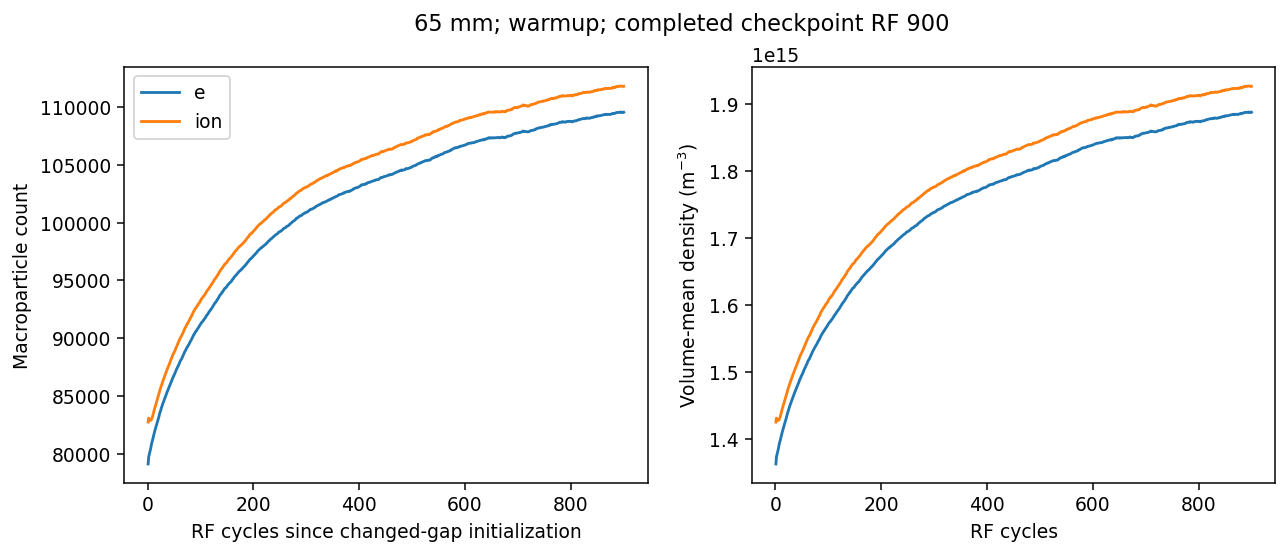 65 mm; warmup; completed checkpoint RF 900
Macroparticle count
110000
105000
100000
95000
90000
85000
80000
e
ion
0 200 400 600 800
RF cycles since changed-gap initialization
1e15
Volume-mean density (m⁻³)
1.9
1.8
1.7
1.6
1.5
1.4
0 200 400 600 800
RF cycles